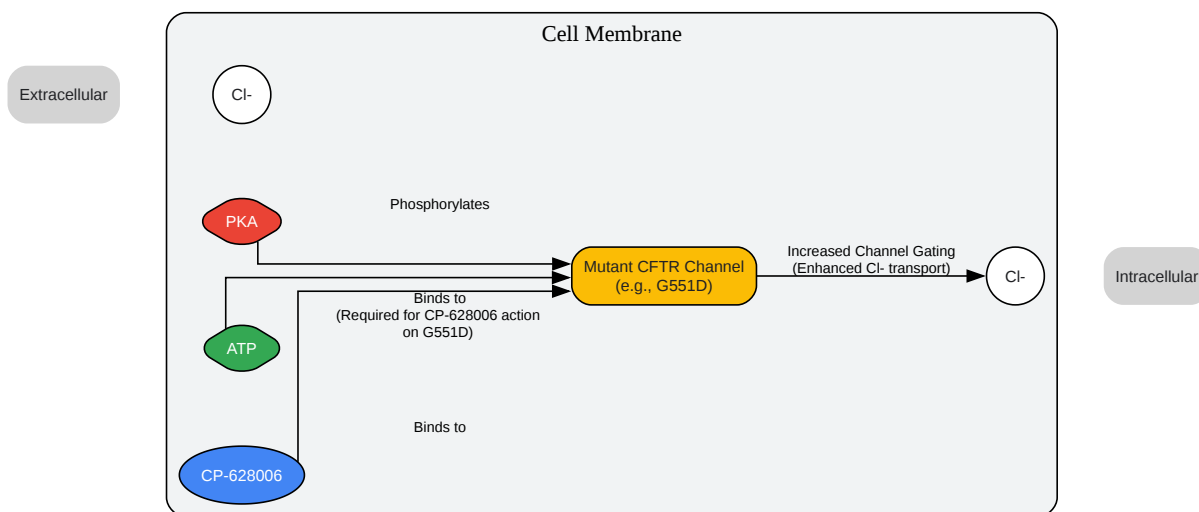 Cell Membrane
Extracellular
Cl-
PKA
Phosphorylates
Mutant CFTR Channel
(e.g., G551D)
Increased Channel Gating
(Enhanced Cl- transport)
Cl-
Intracellular
Binds to
(Required for CP-628006 action
on G551D)
ATP
Binds to
CP-628006